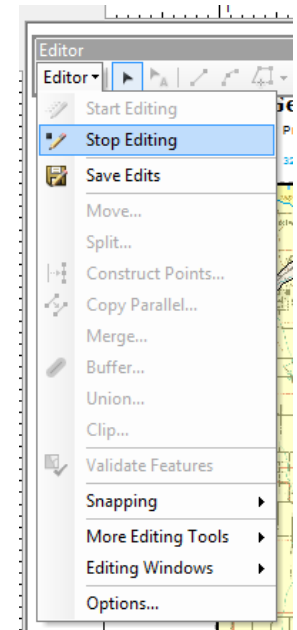 Editor
Editor
Start Editing
Stop Editing
Save Edits
Move...
Split...
Construct Points...
Copy Parallel...
Merge...
Buffer...
Union...
Clip...
Validate Features
Snapping
More Editing Tools
Editing Windows
Options...